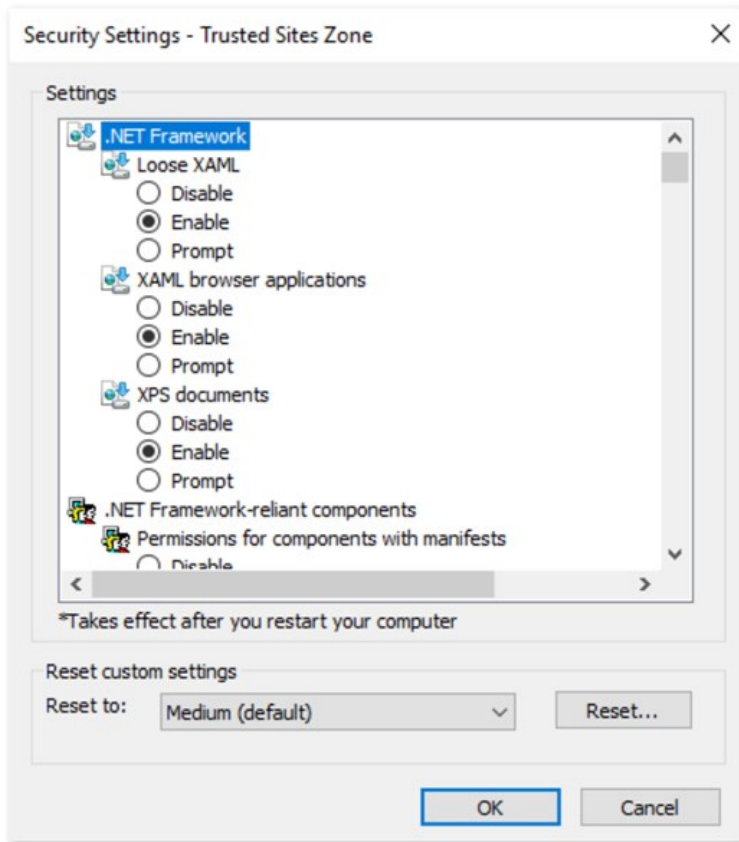 Security Settings - Trusted Sites Zone
Settings
.NET Framework
Loose XAML
Disable
Enable
Prompt
XAML browser applications
Disable
Enable
Prompt
XPS documents
Disable
Enable
Prompt
.NET Framework-reliant components
Permissions for components with manifests
Disable
*Takes effect after you restart your computer
Reset custom settings
Reset to:
Medium (default)
Reset...
OK
Cancel